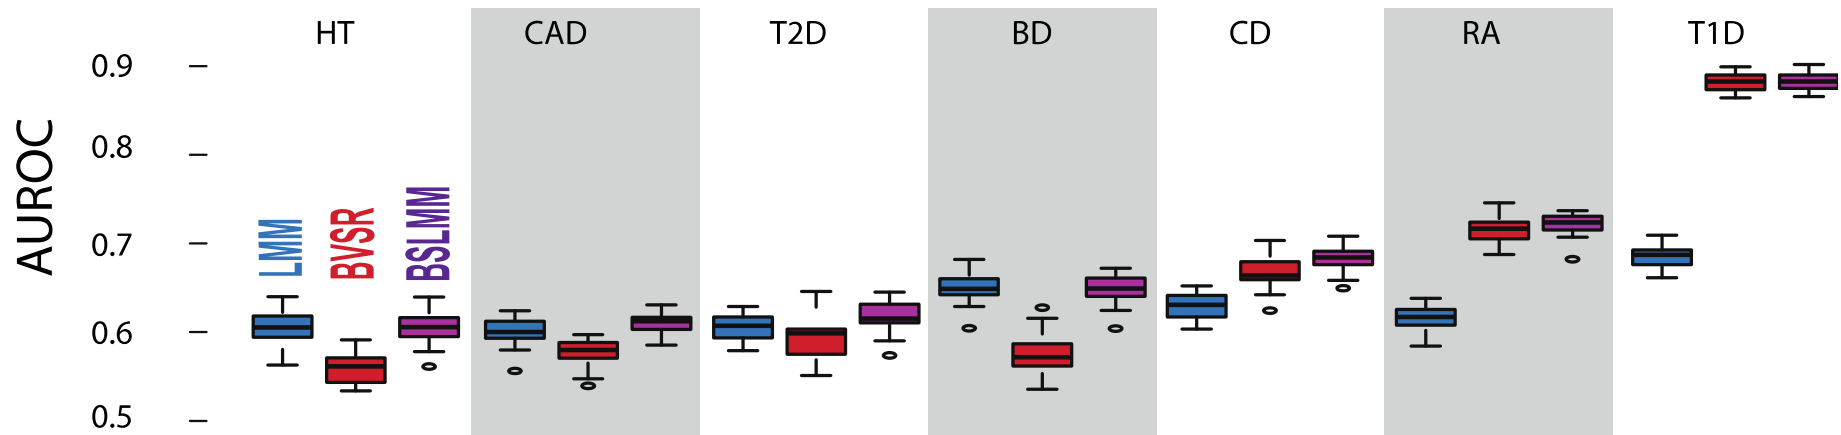 HT CAD T2D BD CD RA T1D
AUROC
0.9
0.8
0.7
0.6
0.5
LMM
BVSR
BSLMM